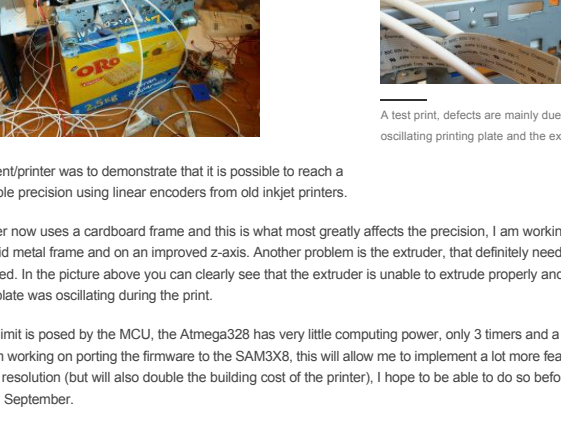 ORO
2,5kg
A test print, defects are mainly due
oscillating printing plate and the ex
ent/printer was to demonstrate that it is possible to reach a
ble precision using linear encoders from old inkjet printers.
er now uses a cardboard frame and this is what most greatly affects the precision, I am workin
id metal frame and on an improved z-axis. Another problem is the extruder, that definitely need
ed. In the picture above you can clearly see that the extruder is unable to extrude properly and
plate was oscillating during the print.
imit is posed by the MCU, the Atmega328 has very little computing power, only 3 timers and a
m working on porting the firmware to the SAM3X8, this will allow me to implement a lot more fea
resolution (but will also double the building cost of the printer), I hope to be able to do so befo
September.